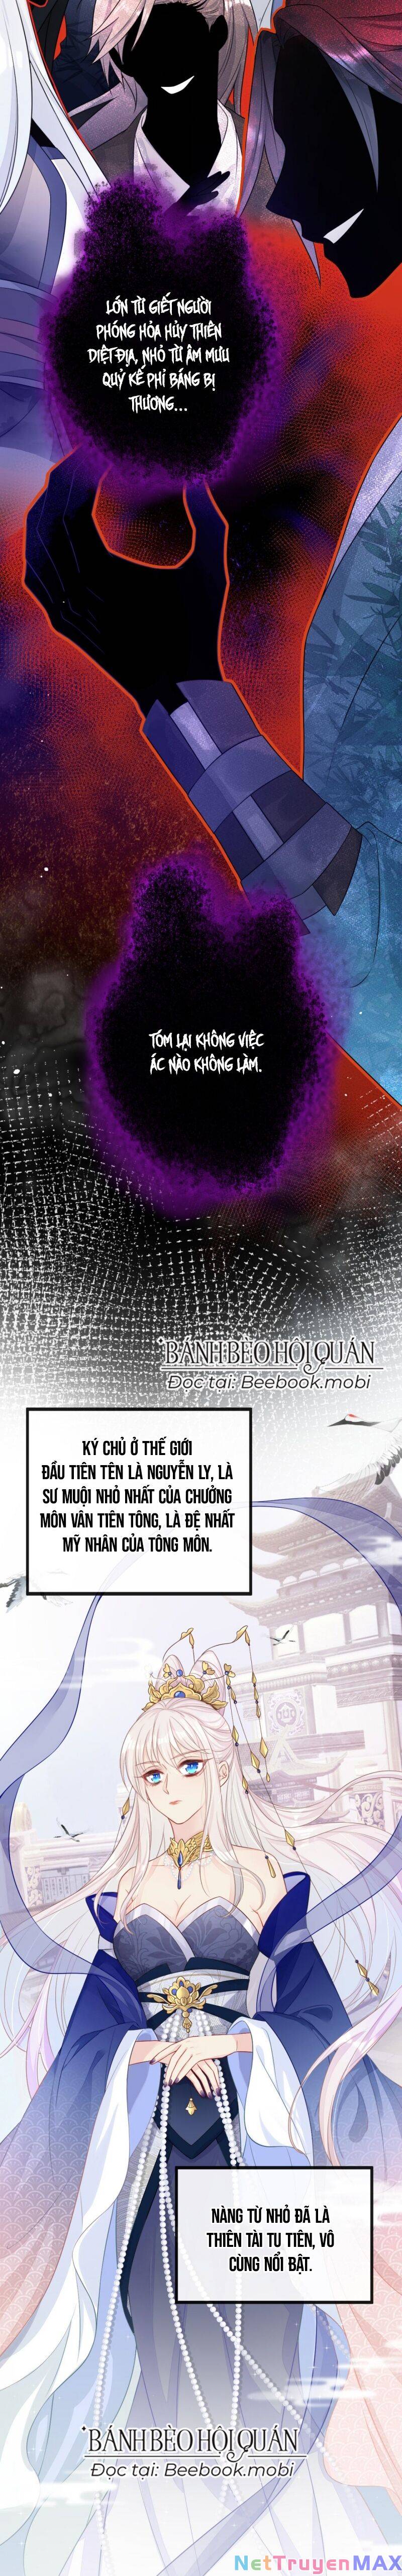 LỚN TỪ GIẾT NGƯỜI
PHÓNG HỎA HỦY THIÊN
DIỆT ĐỊA, NHỎ TỪ ÂM MƯU
QUỶ KẾ PHỈ BÁNG BỊ
THƯƠNG...
TÓM LẠI KHÔNG VIỆC
ÁC NÀO KHÔNG LÀM.
BÁNH BÈO HỘI QUÁN
Đọc tại: Beebook.mobi
KÝ CHỦ Ở THẾ GIỚI
ĐẦU TIÊN TÊN LÀ NGUYỄN LY, LÀ
SƯ MUỘI NHỎ NHẤT CỦA CHƯỞNG
MÔN VÂN TIÊN TÔNG, LÀ ĐỆ NHẤT
MỸ NHÂN CỦA TÔNG MÔN.
NÀNG TỪ NHỎ ĐÃ LÀ
THIÊN TÀI TU TIÊN, VÔ
CÙNG NỔI BẬT.
BÁNH BÈO HỘI QUÁN
Đọc tại: Beebook.mobi
NetTruyenMAX